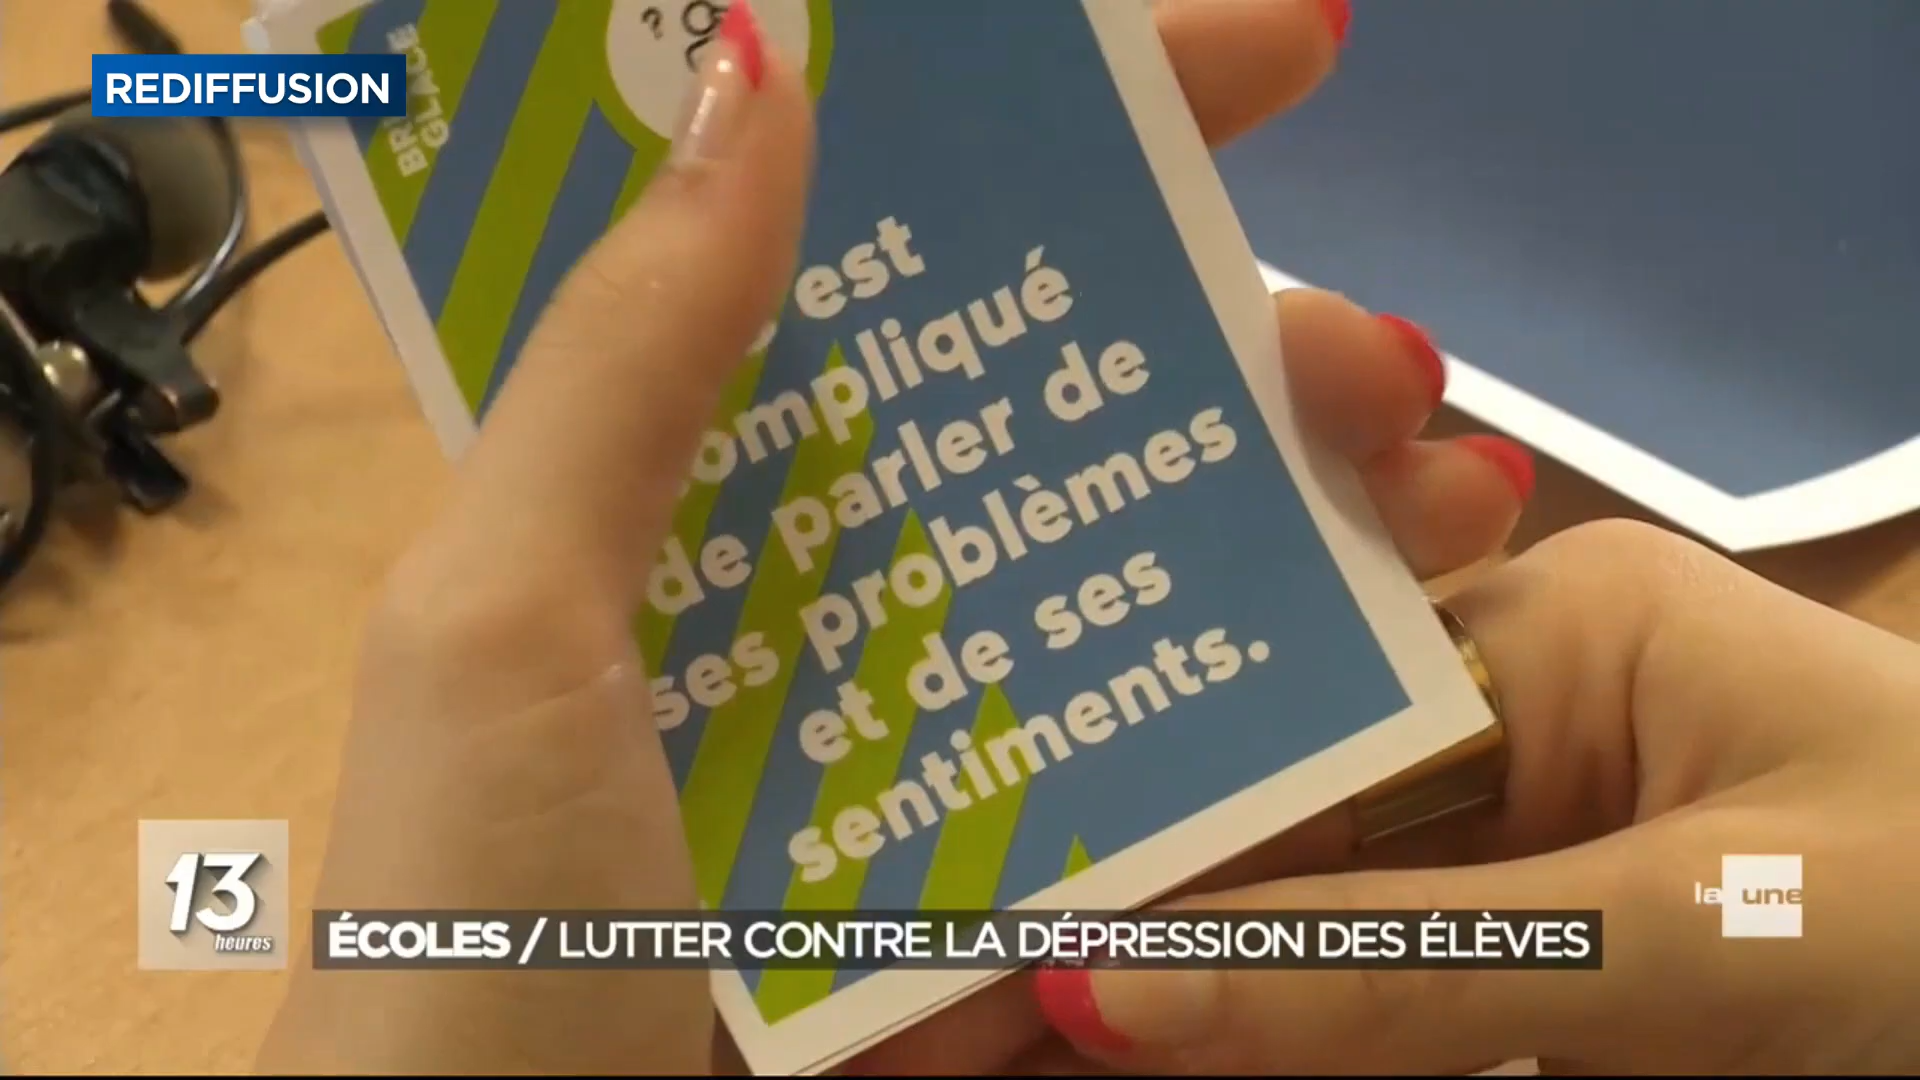 REDIFFUSION
GLACE
?
est
de parler de
ses problèmes
et de ses
sentiments.
13
heures
ÉCOLES / LUTTER CONTRE LA DÉPRESSION DES ÉLÈVES
la une